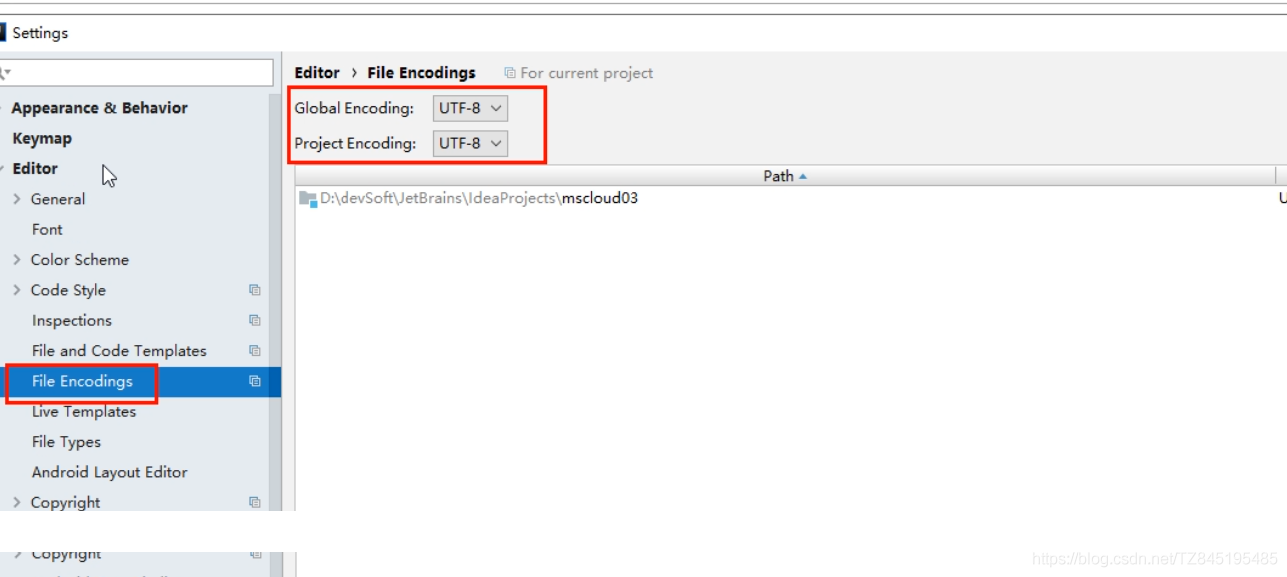 Settings
Editor › File Encodings For current project
Global Encoding: UTF-8
Project Encoding: UTF-8
Path
D:\devSoft\JetBrains\IdeaProjects\mscloud03
Appearance & Behavior
Keymap
Editor
General
Font
Color Scheme
Code Style
Inspections
File and Code Templates
File Encodings
Live Templates
File Types
Android Layout Editor
Copyright
Copyright
https://blog.csdn.net/TZ845195485